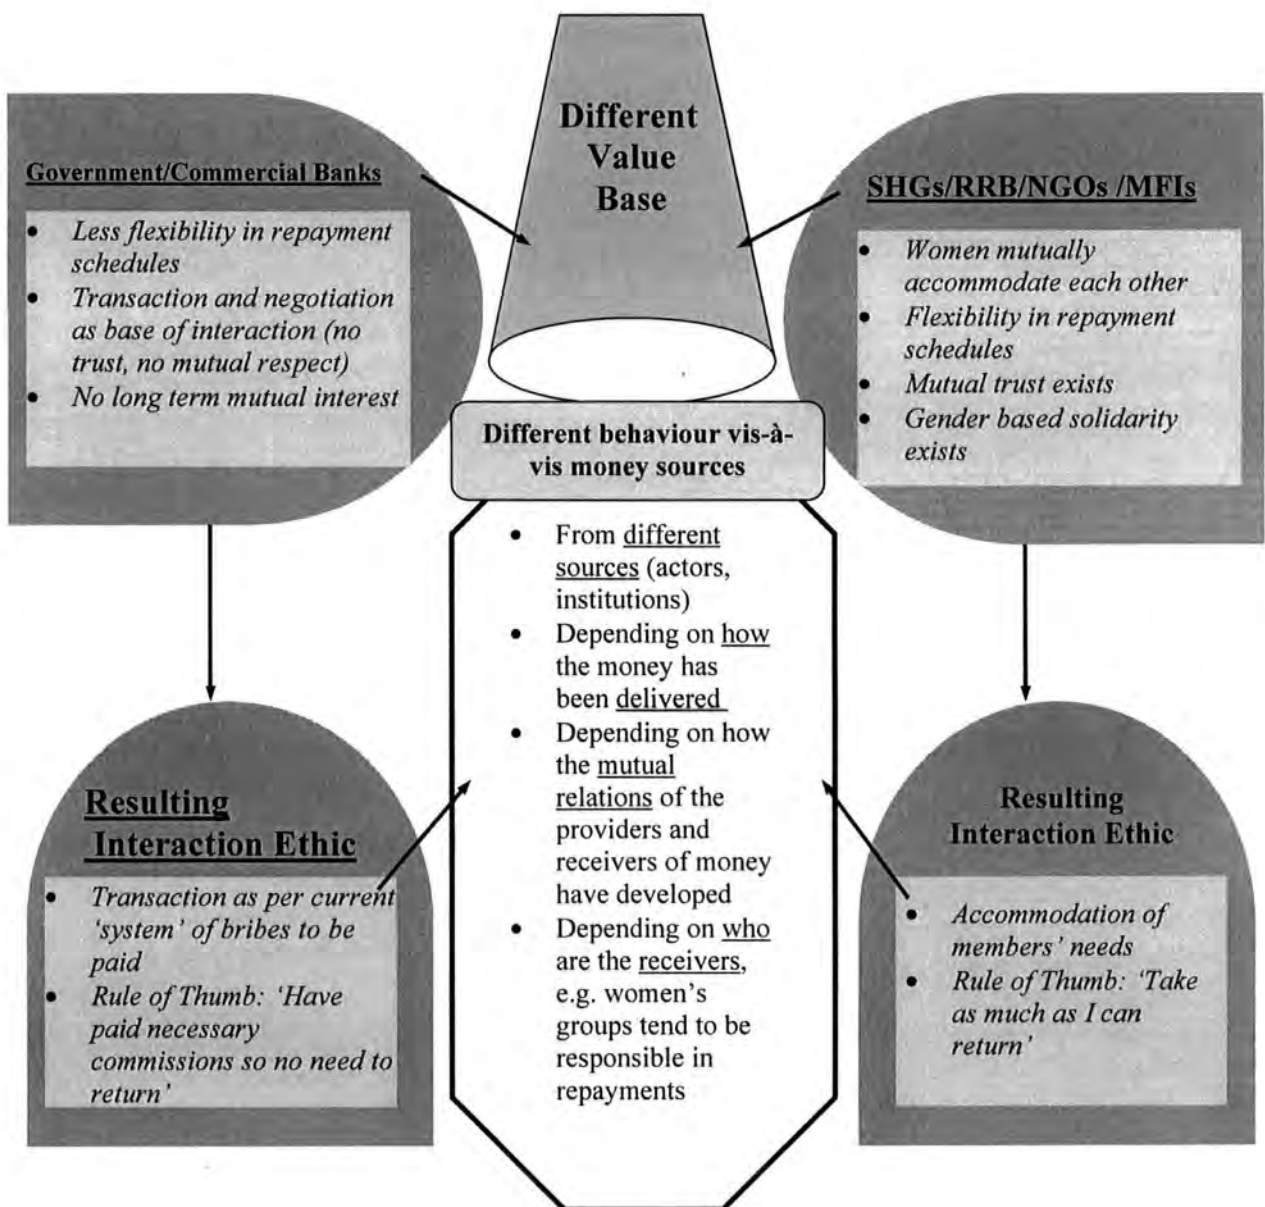 Different
Value
Base
Government/Commercial Banks
• Less flexibility in repayment
schedules
• Transaction and negotiation
as base of interaction (no
trust, no mutual respect)
• No long term mutual interest
SHGs/RRB/NGOs /MFIs
• Women mutually
accommodate each other
• Flexibility in repayment
schedules
• Mutual trust exists
• Gender based solidarity
exists
Different behaviour vis-à-
vis money sources
• From different
sources (actors,
institutions)
• Depending on how
the money has
been delivered
• Depending on how
the mutual
relations of the
providers and
receivers of money
have developed
• Depending on who
are the receivers,
e.g. women's
groups tend to be
responsible in
repayments
Resulting
Interaction Ethic
• Transaction as per current
‘system’ of bribes to be
paid
• Rule of Thumb: ‘Have
paid necessary
commissions so no need to
return’
Resulting
Interaction Ethic
• Accommodation of
members’ needs
• Rule of Thumb: ‘Take
as much as I can
return’